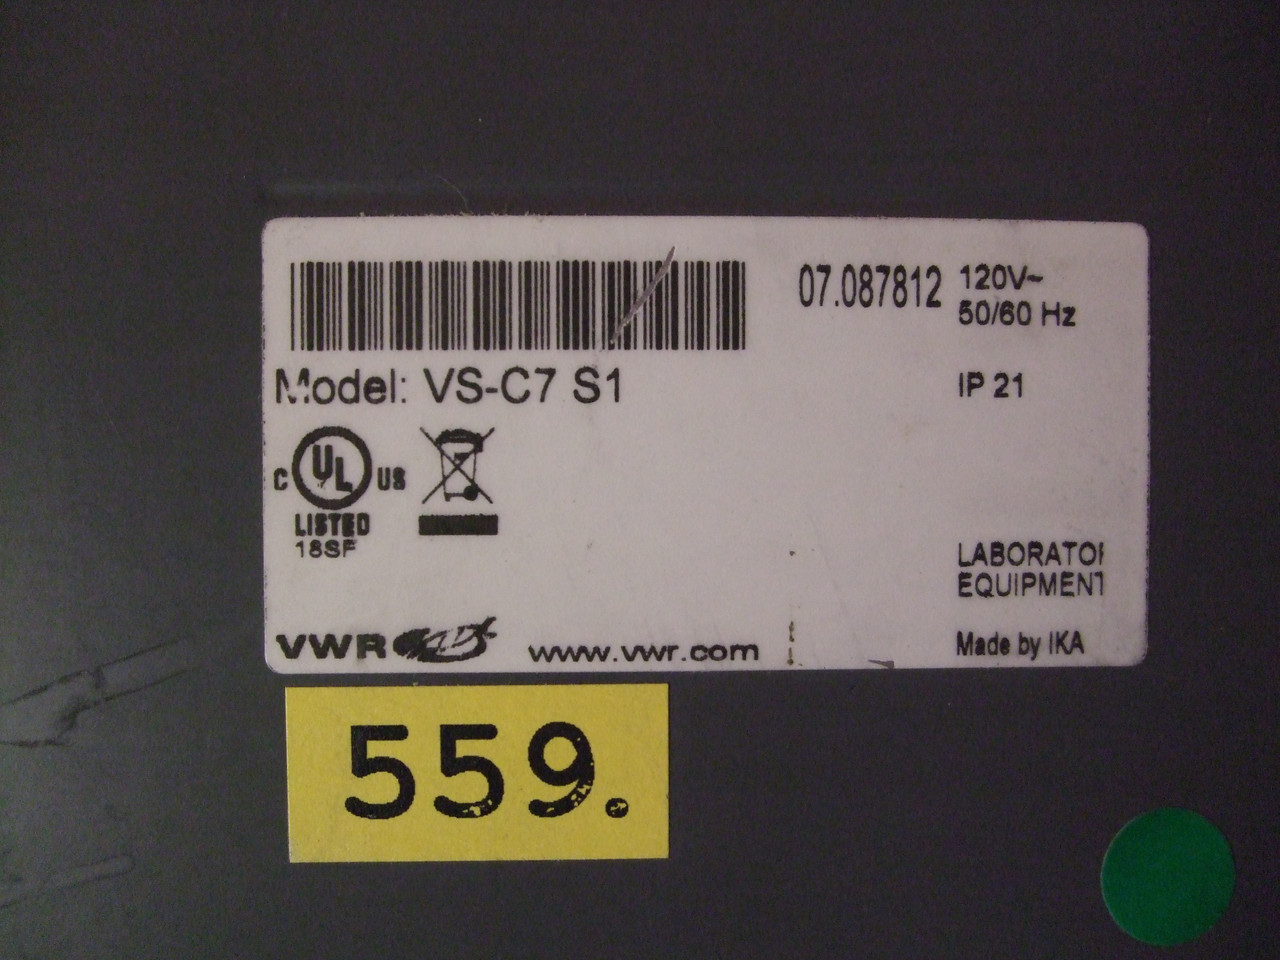 07.087812 120V~
50/60 Hz
Model: VS-C7 S1
IP 21
C UL US
LISTED
18SF
LABORATOR
EQUIPMENT
VWR www.vwr.com Made by IKA
559.